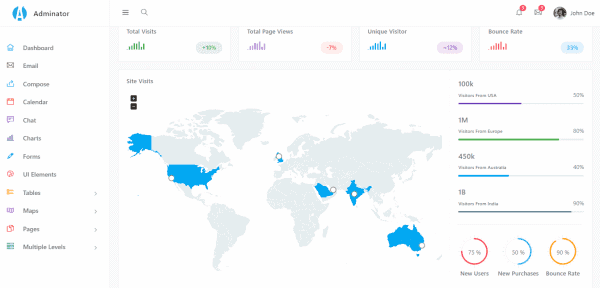 Adminator
John Doe
Dashboard
Email
Compose
Calendar
Chat
Charts
Forms
UI Elements
Tables
Maps
Pages
Multiple Levels
Total Visits
+10%
Total Page Views
-7%
Unique Visitor
~12%
Bounce Rate
33%
Site Visits
+
−
100k
Visitors From USA
50%
1M
Visitors From Europe
80%
450k
Visitors From Australia
40%
1B
Visitors From India
90%
75 %
New Users
50 %
New Purchases
90 %
Bounce Rate